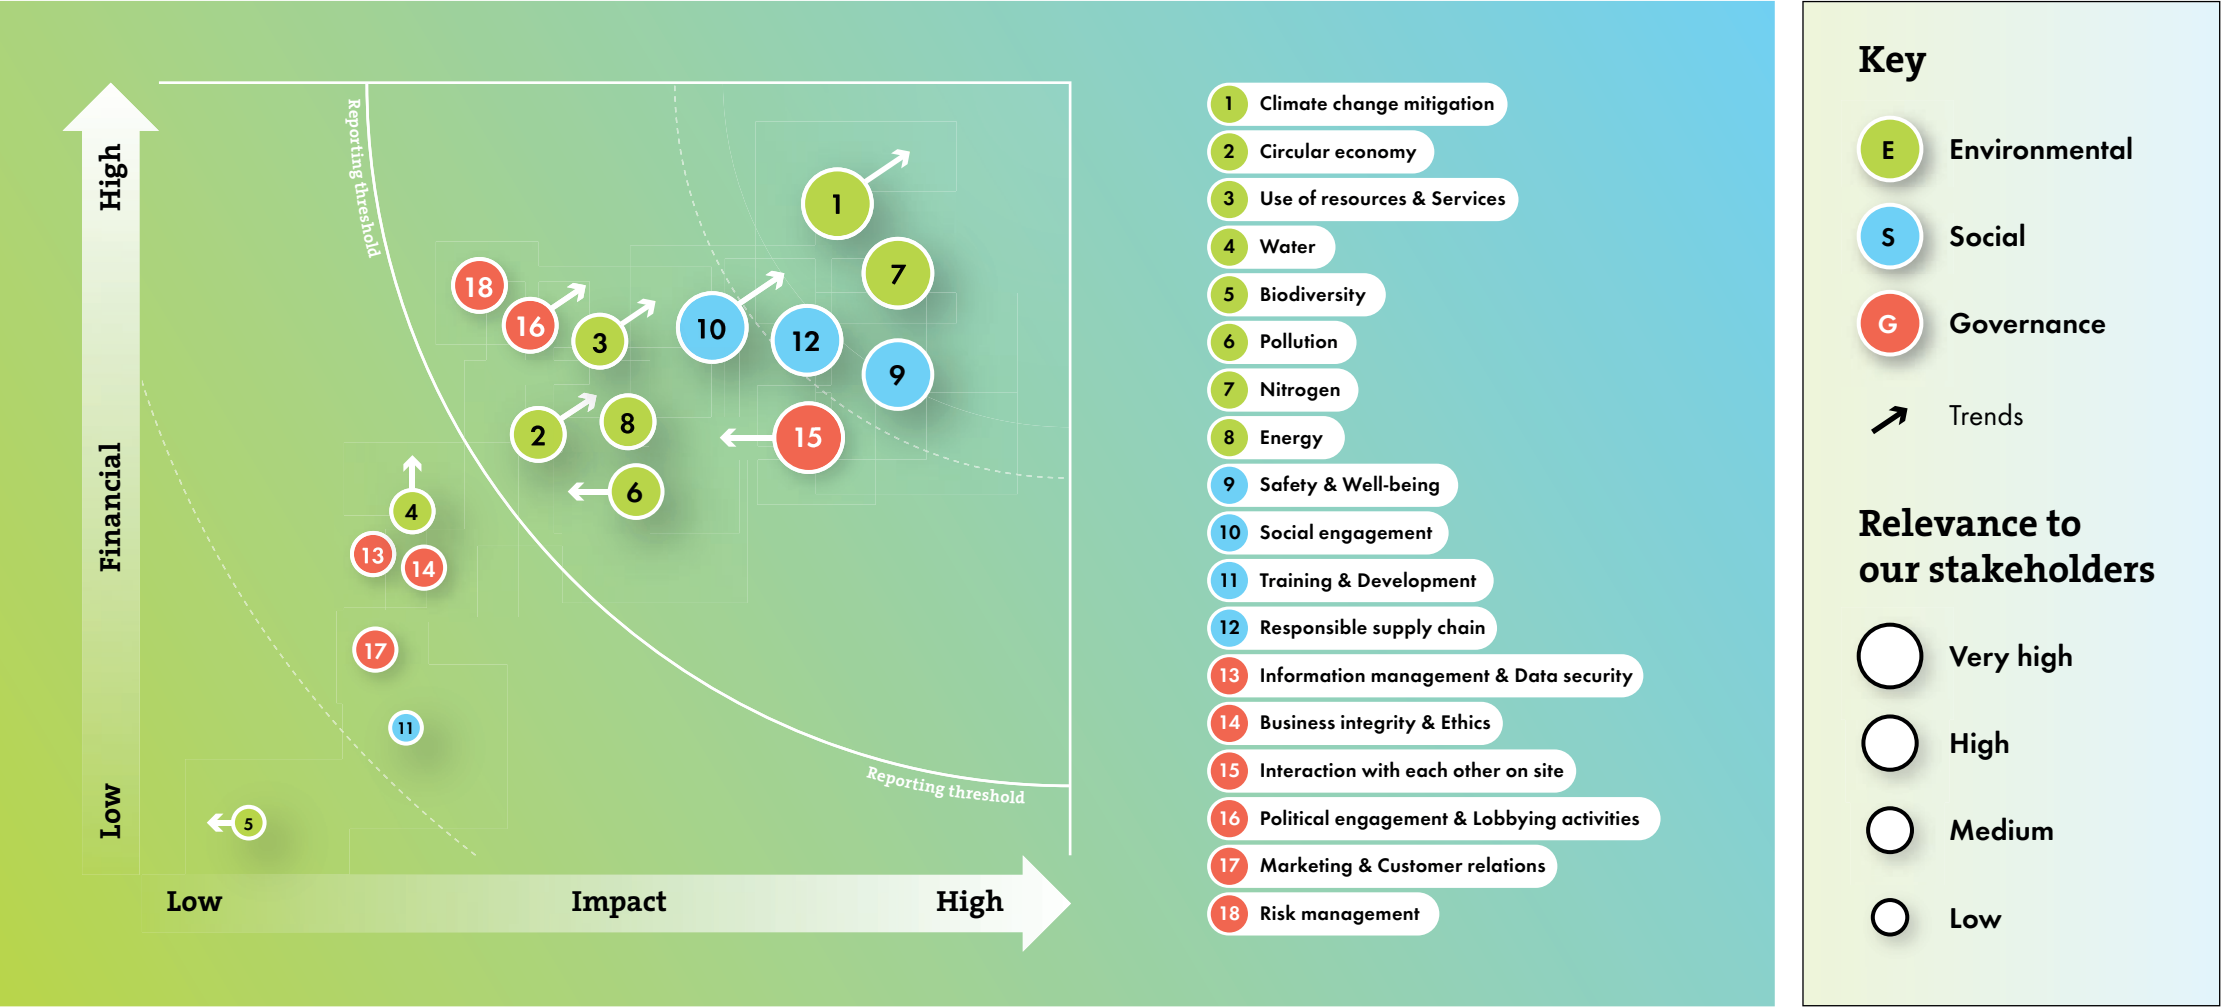 Reporting threshold
High
Financial
Low
1
7
18
16
3
10
12
9
2
8
15
6
4
13
14
17
11
5
Reporting threshold
Low
Impact
High
1 Climate change mitigation
2 Circular economy
3 Use of resources & Services
4 Water
5 Biodiversity
6 Pollution
7 Nitrogen
8 Energy
9 Safety & Well-being
10 Social engagement
11 Training & Development
12 Responsible supply chain
13 Information management & Data security
14 Business integrity & Ethics
15 Interaction with each other on site
16 Political engagement & Lobbying activities
17 Marketing & Customer relations
18 Risk management
Key
E Environmental
S Social
G Governance
Trends
Relevance to
our stakeholders
Very high
High
Medium
Low